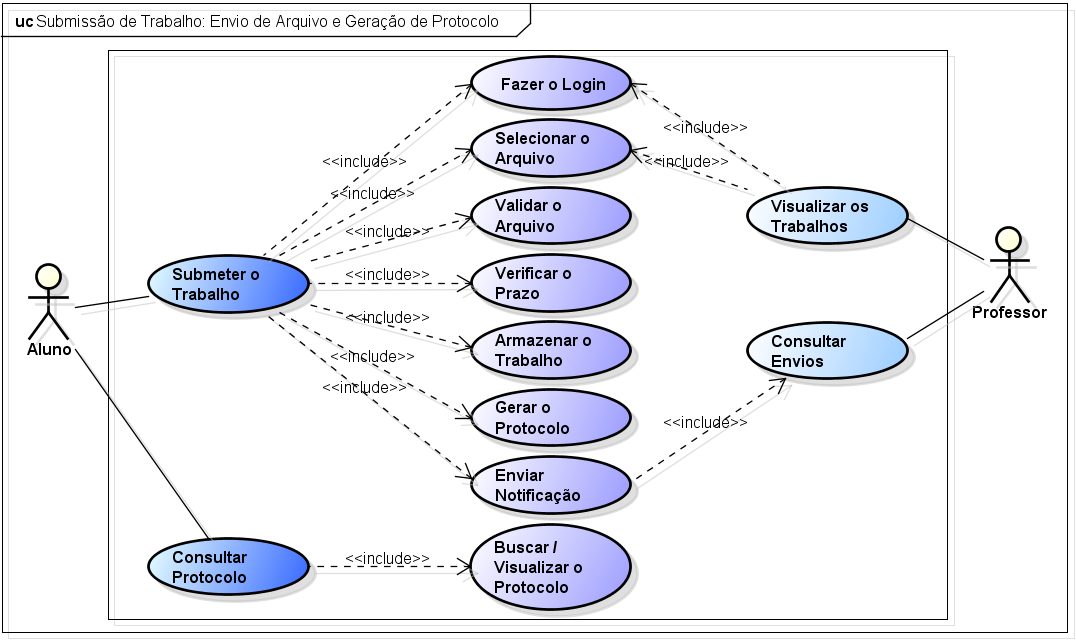 uc Submissão de Trabalho: Envio de Arquivo e Geração de Protocolo
Fazer o Login
<<include>>
Selecionar o
Arquivo
<<include>>
<<include>>
<<include>>
Validar o
Arquivo
Visualizar os
Trabalhos
<<include>>
Submeter o
Trabalho
<<include>>
Verificar o
Prazo
Professor
<<include>>
Aluno
Armazenar o
Trabalho
Consultar
Envios
<<include>>
<<include>>
Gerar o
Protocolo
<<include>>
Enviar
Notificação
Consultar
Protocolo
<<include>>
Buscar /
Visualizar o
Protocolo